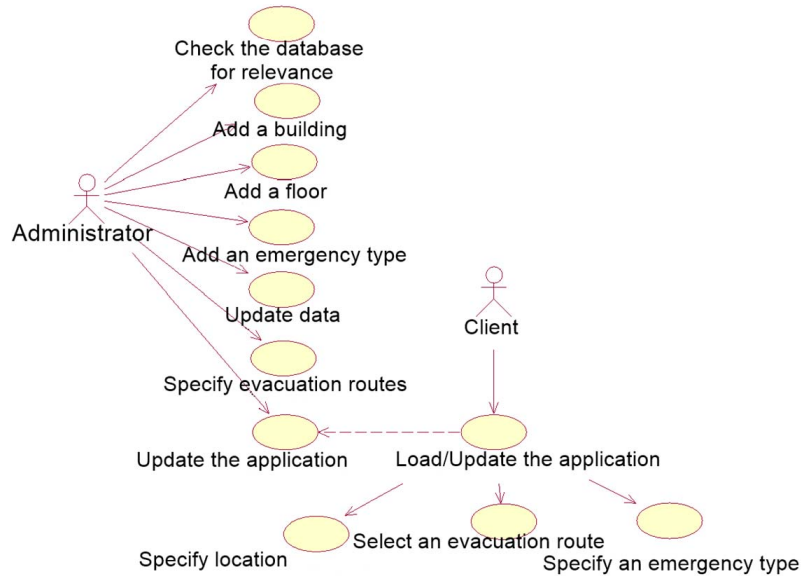 Check the database
for relevance
Add a building
Add a floor
Administrator
Add an emergency type
Update data
Client
Specify evacuation routes
Update the application
Load/Update the application
Specify location
Select an evacuation route
Specify an emergency type